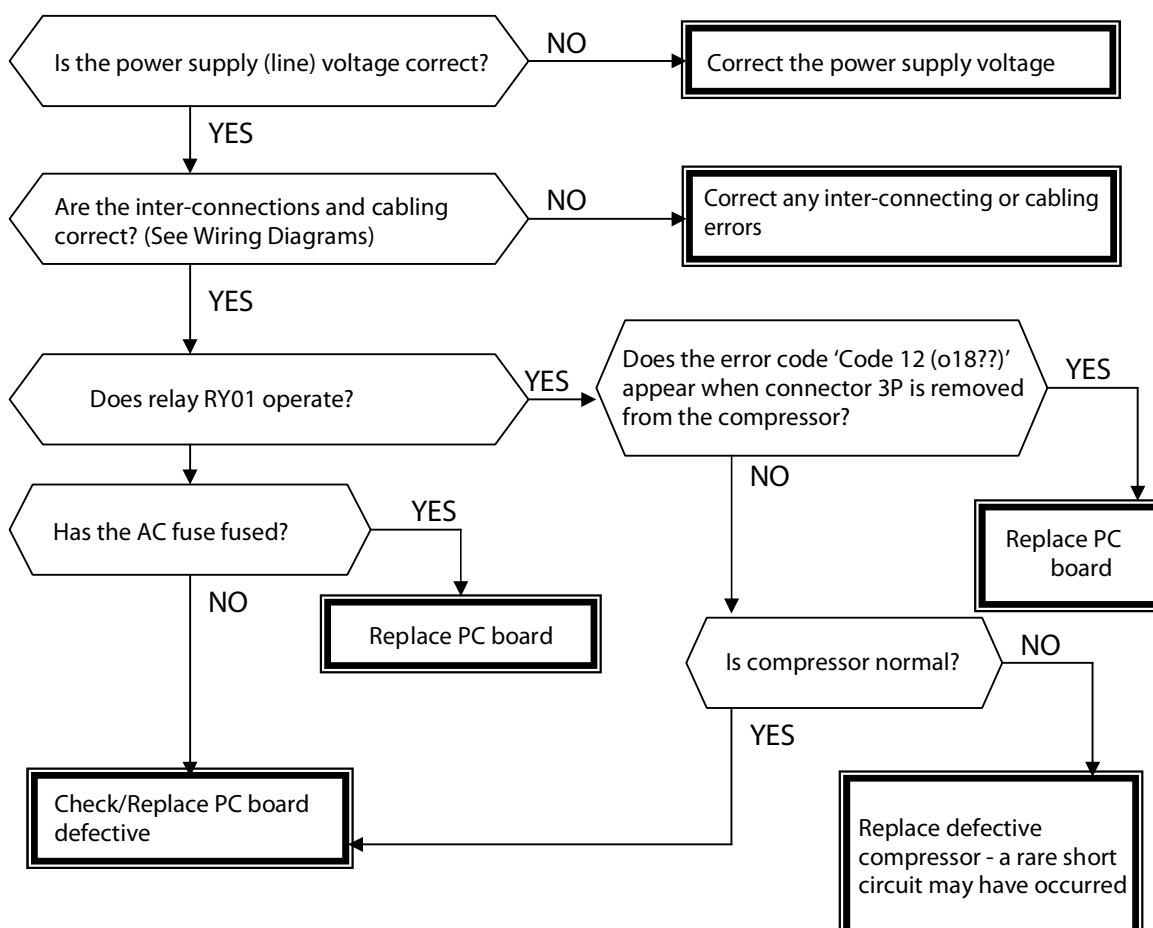 Is the power supply (line) voltage correct?
NO
Correct the power supply voltage
YES
Are the inter-connections and cabling
correct? (See Wiring Diagrams)
NO
Correct any inter-connecting or cabling
errors
YES
Does relay RY01 operate?
YES
Does the error code ‘Code 12 (o18??)’
appear when connector 3P is removed
from the compressor?
YES
Replace PC
board
NO
Has the AC fuse fused?
YES
Replace PC board
NO
Is compressor normal?
NO
YES
Check/Replace PC board
defective
Replace defective
compressor - a rare short
circuit may have occurred